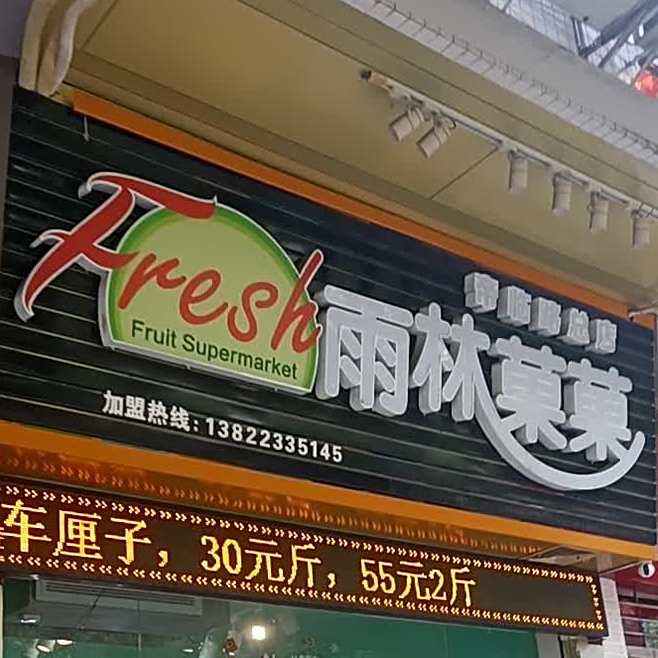 Fresh
Fruit Supermarket
雨林菓菓
加盟热线:13822335145
车厘子，30元斤，55元2斤